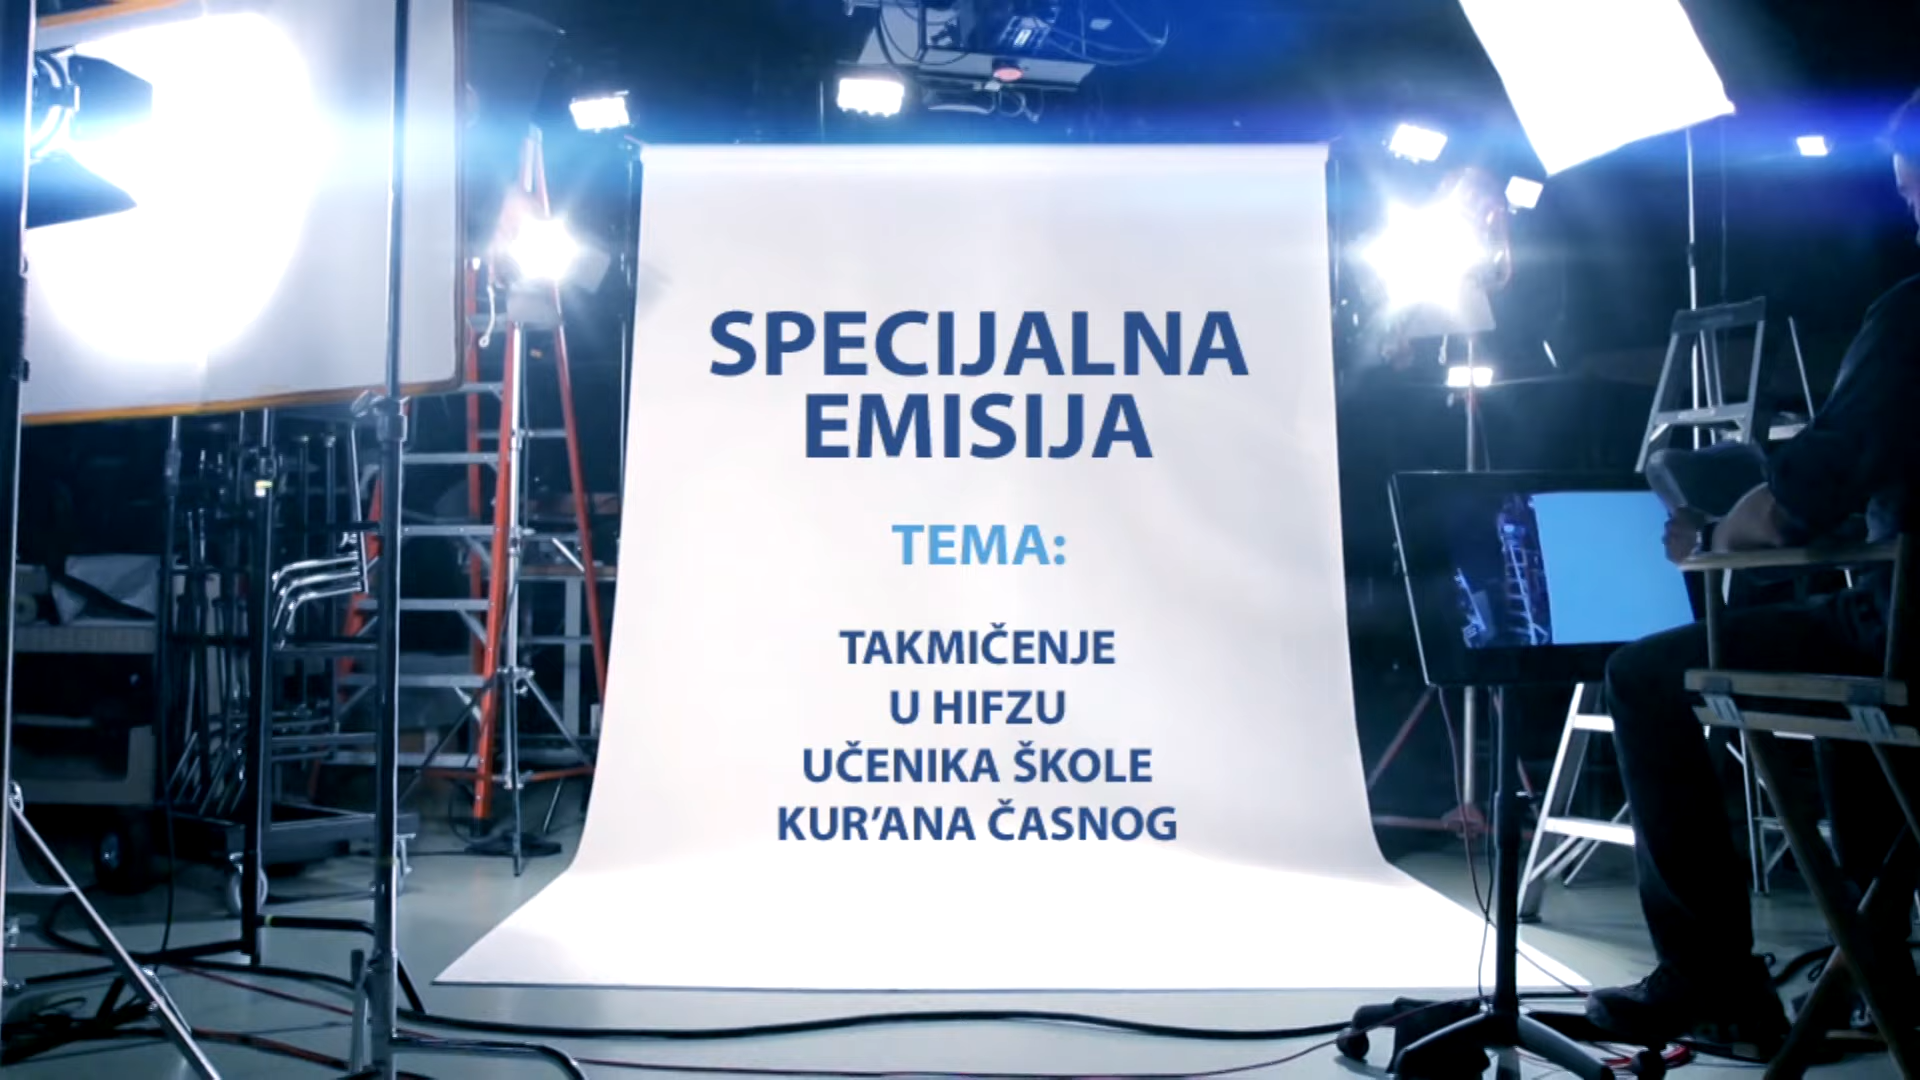 SPECIJALNA
EMISIJA
TEMA:
TAKMIČENJE
U HIFZU
UČENIKA ŠKOLE
KUR’ANA ČASNOG